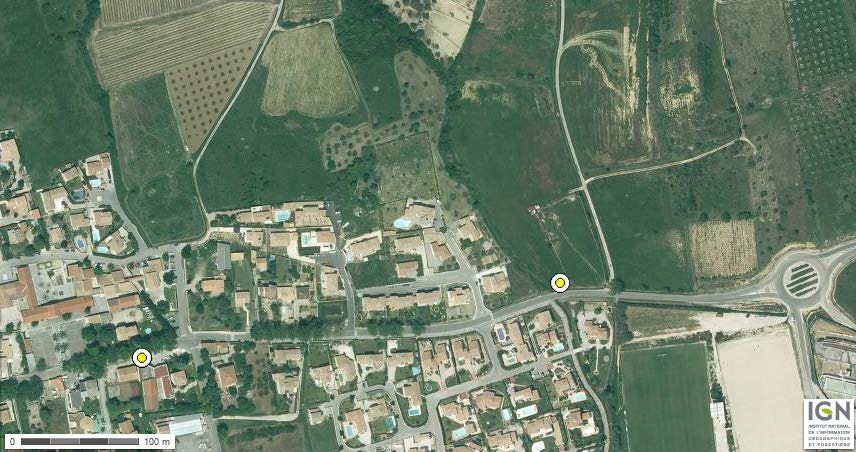 0
100 m
IGN
INSTITUT NATIONAL
DE L'INFORMATION
GÉOGRAPHIQUE
ET FORESTIÈRE